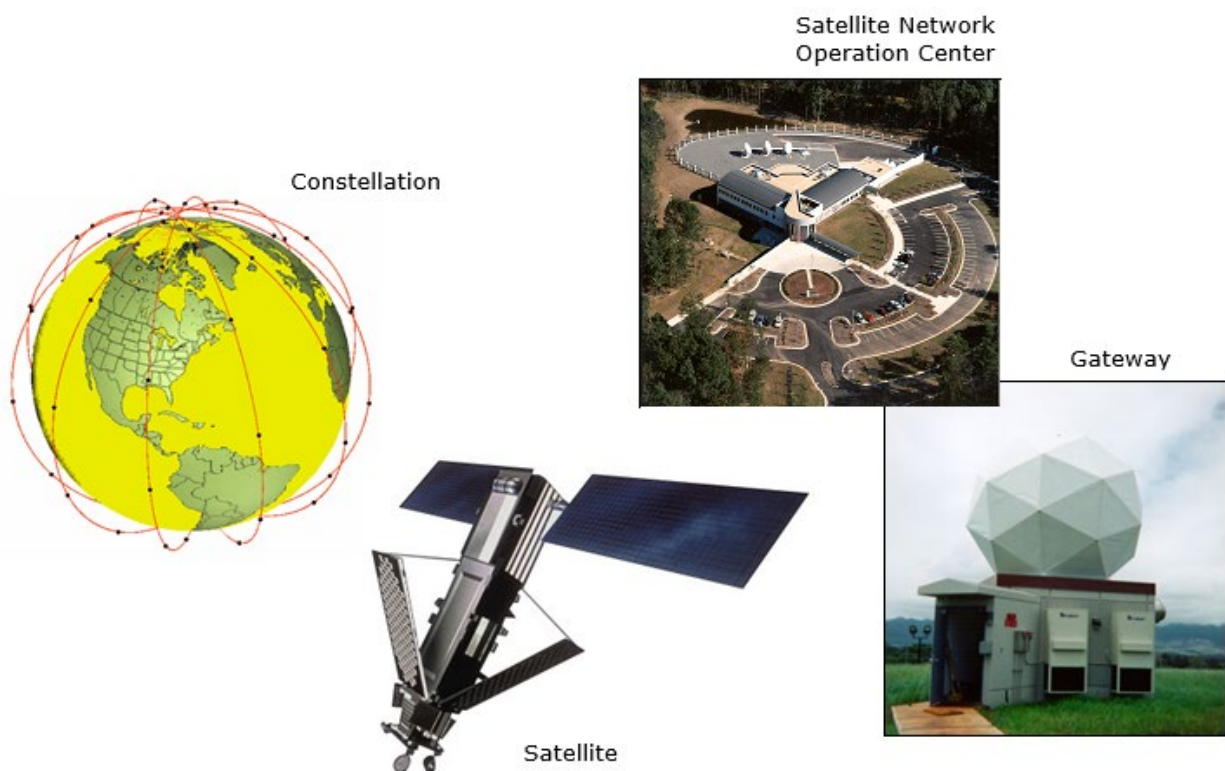 Satellite Network
Operation Center
Constellation
Gateway
Satellite